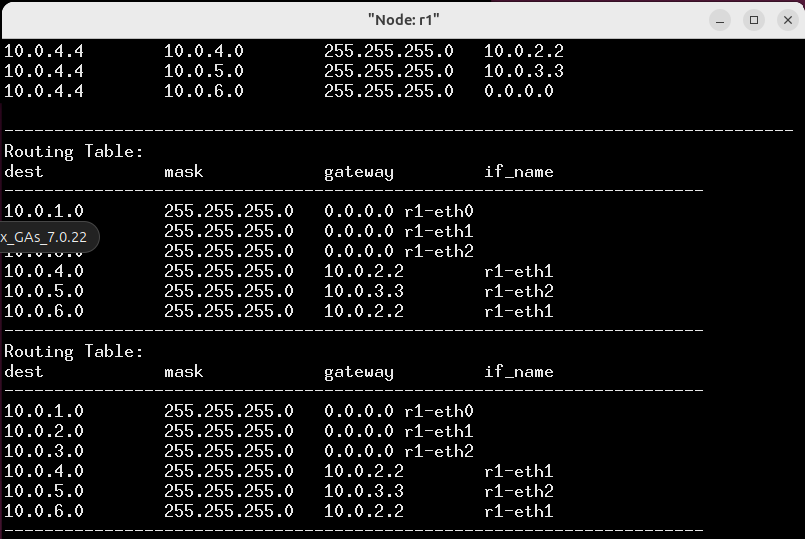 "Node: r1"
10.0.4.4 10.0.4.0 255.255.255.0 10.0.2.2
10.0.4.4 10.0.5.0 255.255.255.0 10.0.3.3
10.0.4.4 10.0.6.0 255.255.255.0 0.0.0.0
-------------------------------------------------------------------------------
Routing Table:
dest mask gateway if_name
----------------------------------------------------------------------
10.0.1.0 255.255.255.0 0.0.0.0 r1-eth0
255.255.255.0 0.0.0.0 r1-eth1
x_GAs_7.0.22
255.255.255.0 0.0.0.0 r1-eth2
10.0.4.0 255.255.255.0 10.0.2.2 r1-eth1
10.0.5.0 255.255.255.0 10.0.3.3 r1-eth2
10.0.6.0 255.255.255.0 10.0.2.2 r1-eth1
----------------------------------------------------------------------
Routing Table:
dest mask gateway if_name
----------------------------------------------------------------------
10.0.1.0 255.255.255.0 0.0.0.0 r1-eth0
10.0.2.0 255.255.255.0 0.0.0.0 r1-eth1
10.0.3.0 255.255.255.0 0.0.0.0 r1-eth2
10.0.4.0 255.255.255.0 10.0.2.2 r1-eth1
10.0.5.0 255.255.255.0 10.0.3.3 r1-eth2
10.0.6.0 255.255.255.0 10.0.2.2 r1-eth1
----------------------------------------------------------------------